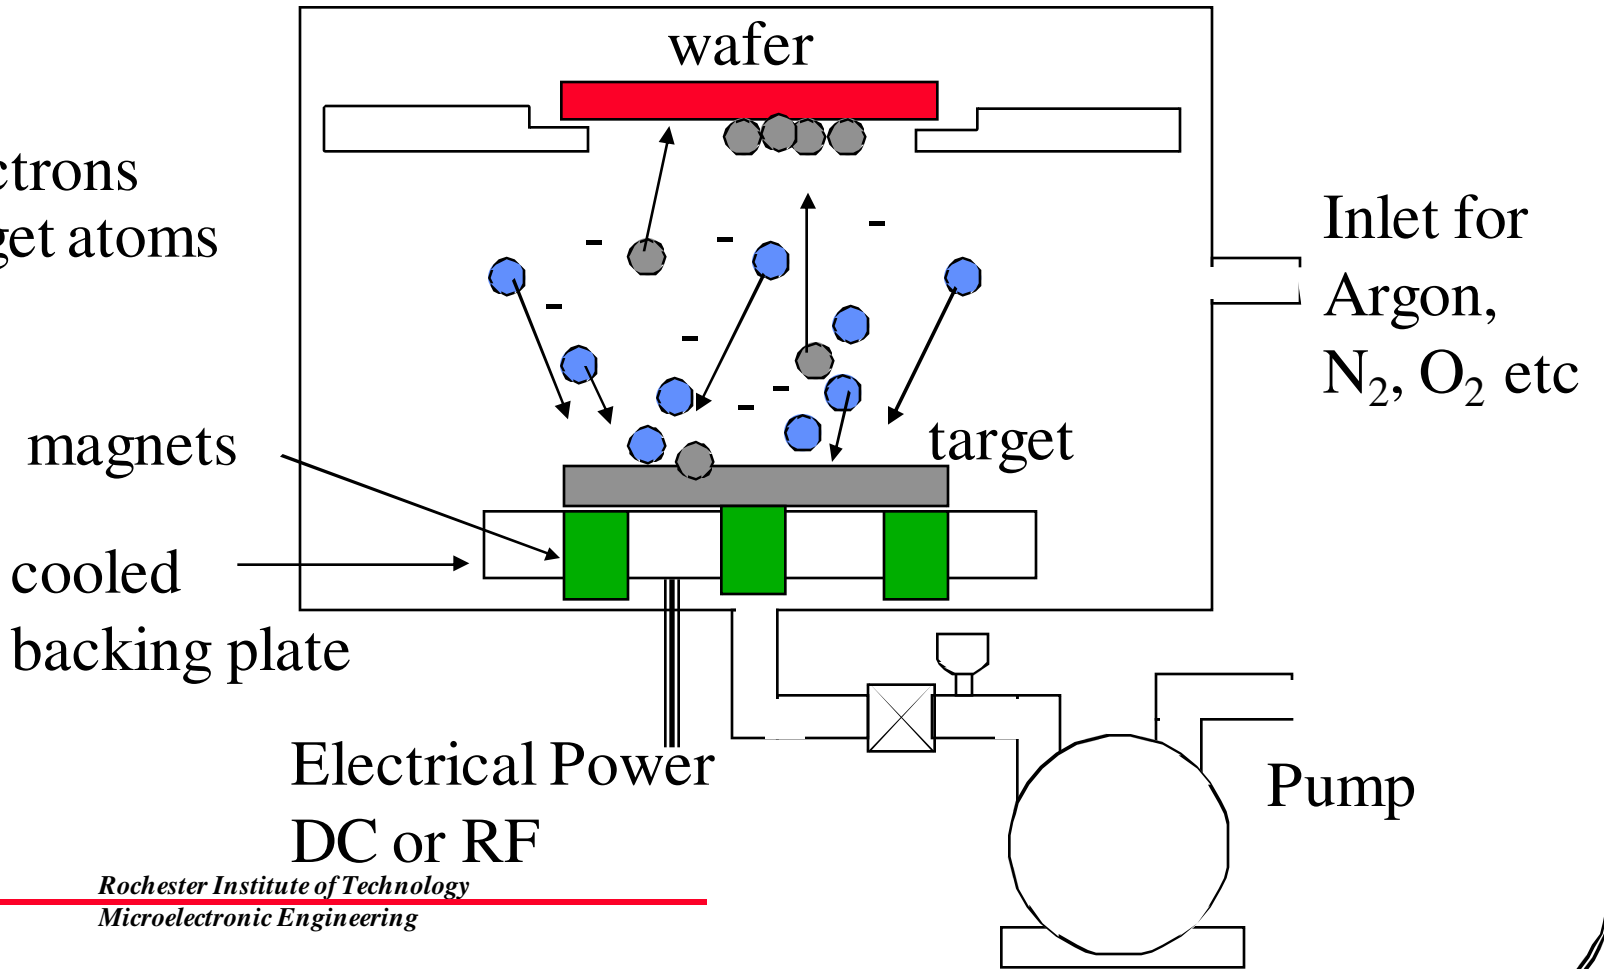 wafer
ctrons
get atoms
Inlet for
Argon,
N₂, O₂ etc
magnets
target
cooled
backing plate
Electrical Power
DC or RF
Pump
Rochester Institute of Technology
Microelectronic Engineering